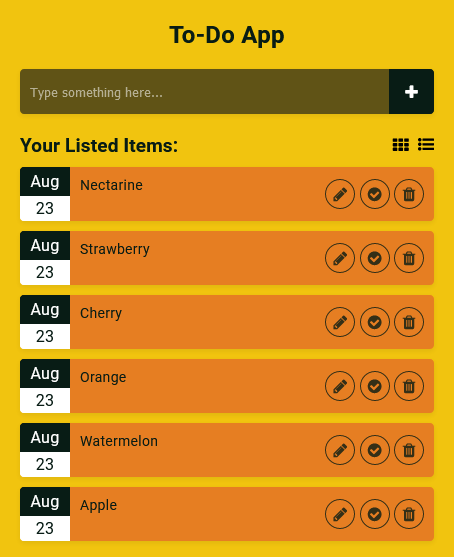 To-Do App
Type something here...
Your Listed Items:
Aug
23
Nectarine
Aug
23
Strawberry
Aug
23
Cherry
Aug
23
Orange
Aug
23
Watermelon
Aug
23
Apple